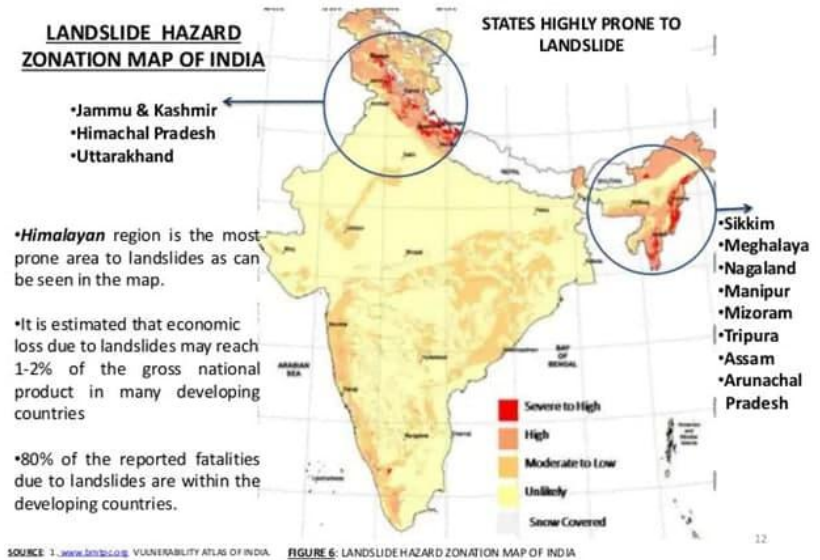 LANDSLIDE HAZARD
ZONATION MAP OF INDIA
STATES HIGHLY PRONE TO
LANDSLIDE
•Jammu & Kashmir
•Himachal Pradesh
•Uttarakhand
•Himalayan region is the most
prone area to landslides as can
be seen in the map.
•It is estimated that economic
loss due to landslides may reach
1-2% of the gross national
product in many developing
countries
•80% of the reported fatalities
due to landslides are within the
developing countries.
•Sikkim
•Meghalaya
•Nagaland
•Manipur
•Mizoram
•Tripura
•Assam
•Arunachal
Pradesh
NEPAL
BHUTAN
ARABIAN
SEA
BAY
OF
BENGAL
Severe to High
High
Moderate to Low
Unlikely
Snow Covered
12
SOURCE: 1. www.bmtpc.org VULNERABILITY ATLAS OF INDIA. FIGURE 6: LANDSLIDE HAZARD ZONATION MAP OF INDIA